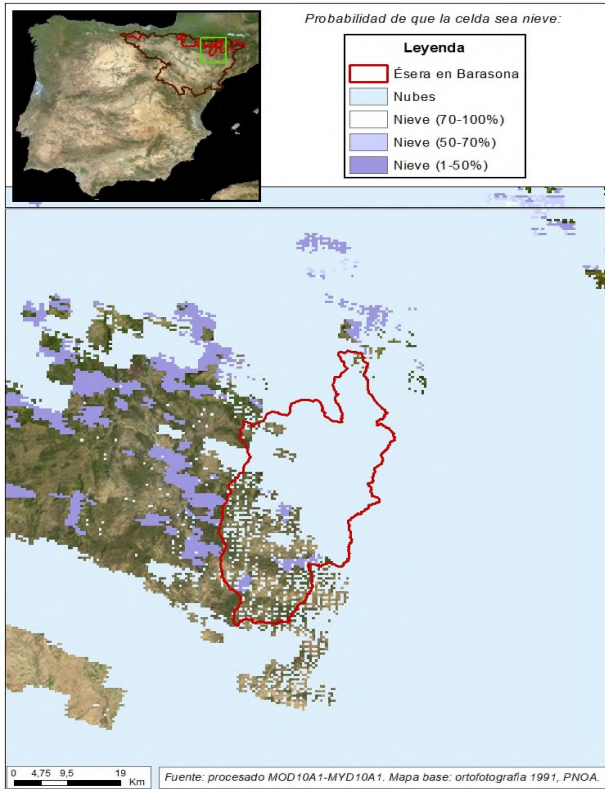 Probabilidad de que la celda sea nieve:
Leyenda
Ésera en Barasona
Nubes
Nieve (70-100%)
Nieve (50-70%)
Nieve (1-50%)
0 4,75 9,5 19
Km
Fuente: procesado MOD10A1-MYD10A1. Mapa base: ortofotografía 1991, PNOA.